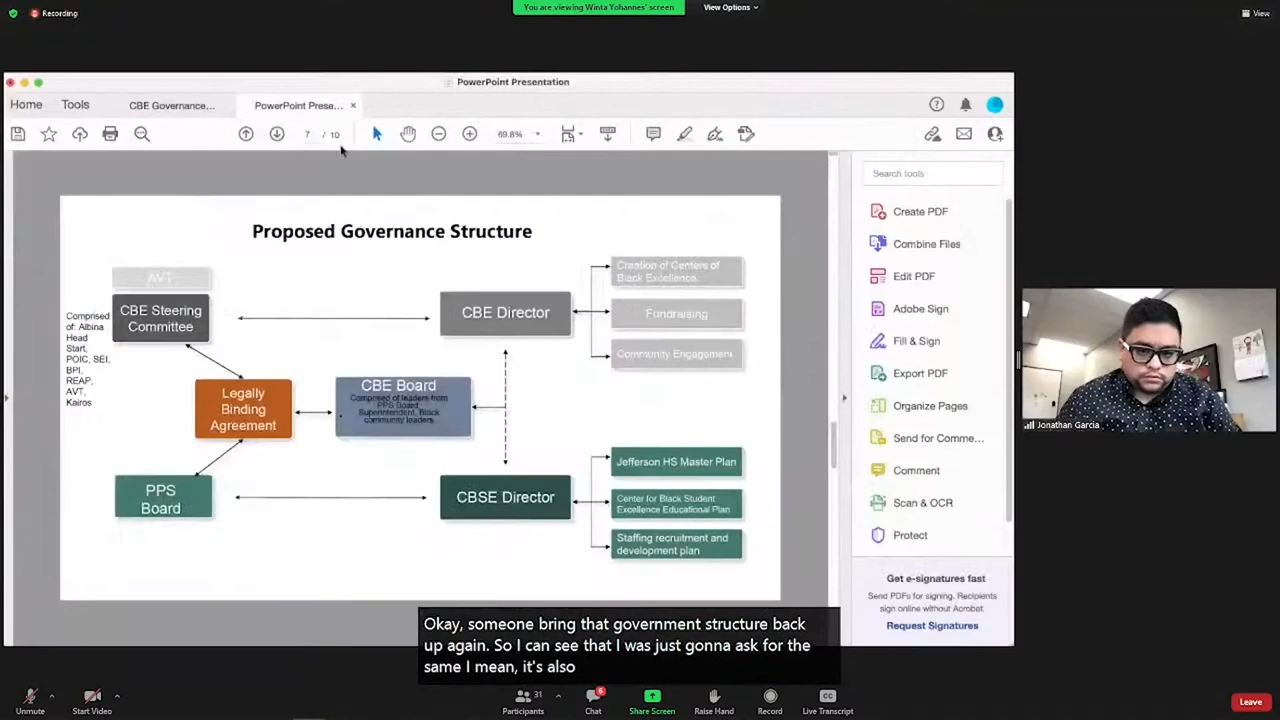 Recording
You are viewing Winta Yohannes' screen
View Options
View
PowerPoint Presentation
Home
Tools
CBE Governance...
PowerPoint Prese...
7 / 10
69.8%
Search tools
Create PDF
Combine Files
Edit PDF
Adobe Sign
Fill & Sign
Export PDF
Organize Pages
Send for Comme...
Comment
Scan & OCR
Protect
Get e-signatures fast
Send PDFs for signing. Recipients
sign online without Acrobat.
Request Signatures
Proposed Governance Structure
AVT
CBE Steering
Committee
Comprised
of: Albina
Head
Start,
POIC, SEI,
BPI,
REAP,
AVT,
Kairos
Legally
Binding
Agreement
PPS
Board
CBE Board
Composed of leaders from
PPS Board,
Superintendent, Black
community leaders.
CBE Director
CBSE Director
Creation of Centers of
Black Excellence.
Fundraising
Community Engagement.
Jefferson HS Master Plan
Center for Black Student
Excellence Educational Plan
Staffing recruitment and
development plan
Jonathan Garcia
Okay, someone bring that government structure back
up again. So I can see that I was just gonna ask for the
same I mean, it's also
Unmute
Start Video
31
Participants
6
Chat
Share Screen
Raise Hand
Record
CC
Live Transcript
Leave